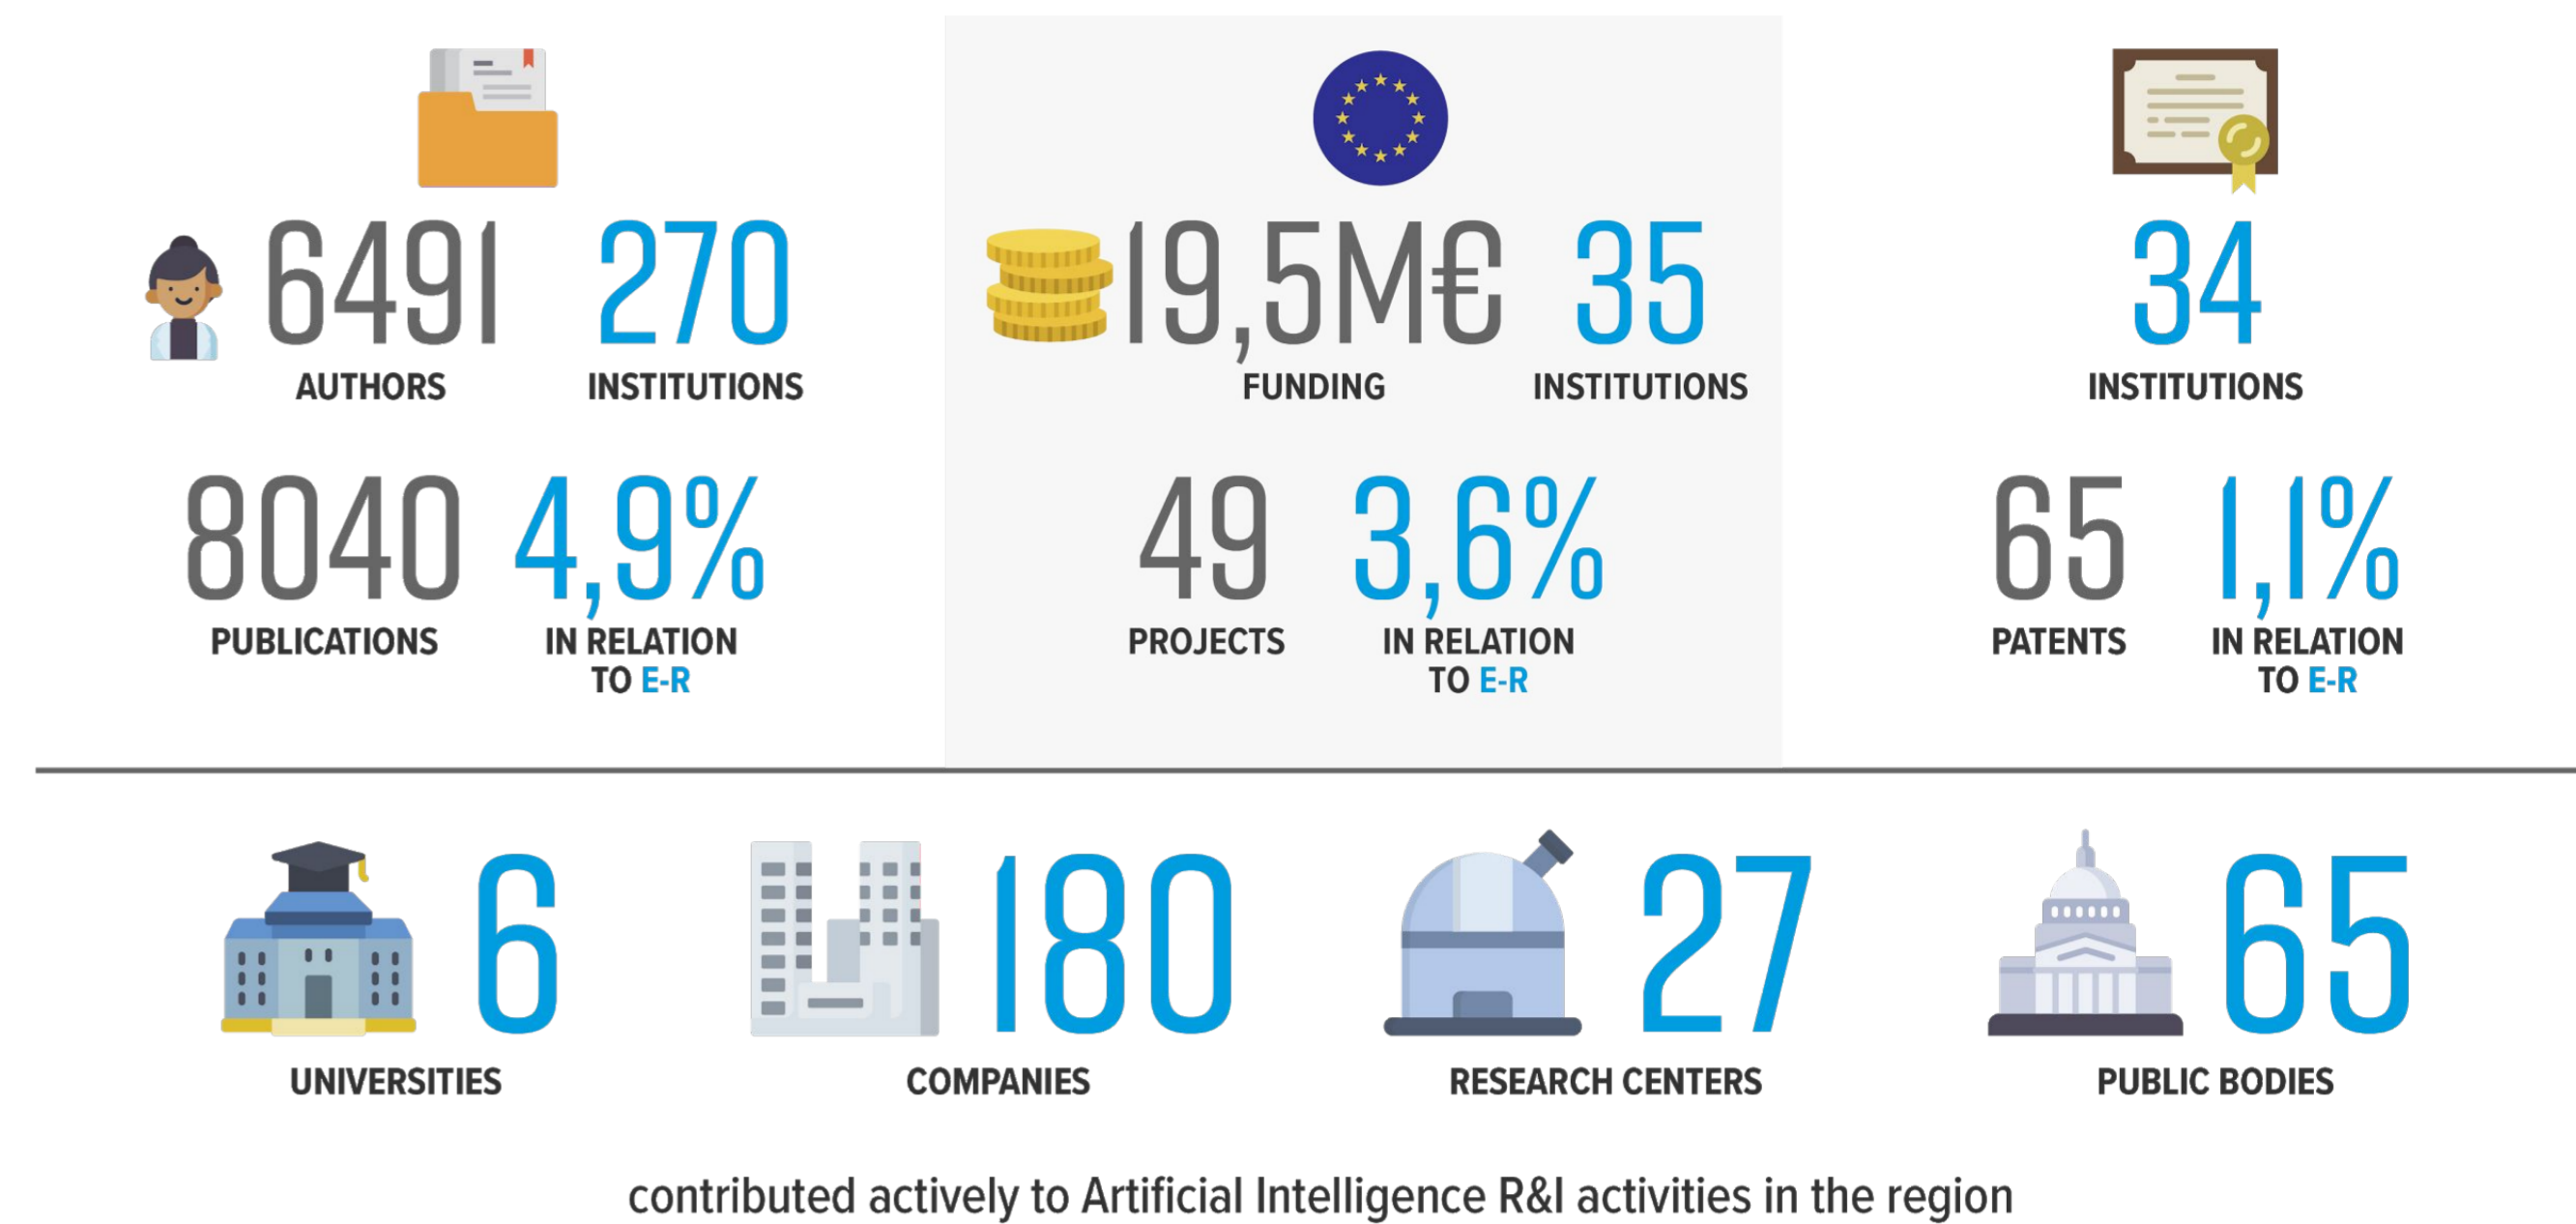 6491 270
AUTHORS INSTITUTIONS
8040 4,9%
PUBLICATIONS IN RELATION
TO E-R
19,5M€ 35
FUNDING INSTITUTIONS
49 3,6%
PROJECTS IN RELATION
TO E-R
34
INSTITUTIONS
65 1,1%
PATENTS IN RELATION
TO E-R
6
UNIVERSITIES
180
COMPANIES
27
RESEARCH CENTERS
65
PUBLIC BODIES
contributed actively to Artificial Intelligence R&I activities in the region